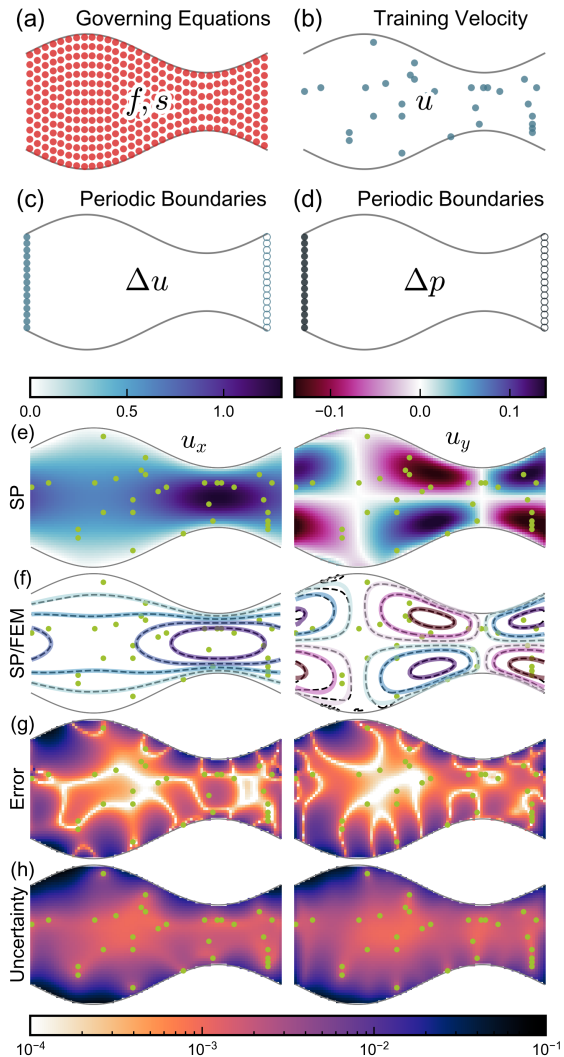 (a) Governing Equations
(b) Training Velocity
f, s
u
(c) Periodic Boundaries
(d) Periodic Boundaries
Δu
Δp
0.0 0.5 1.0
−0.1 0.0 0.1
(e)
u_x
u_y
SP
(f)
SP/FEM
(g)
Error
(h)
Uncertainty
10⁻⁴ 10⁻³ 10⁻² 10⁻¹